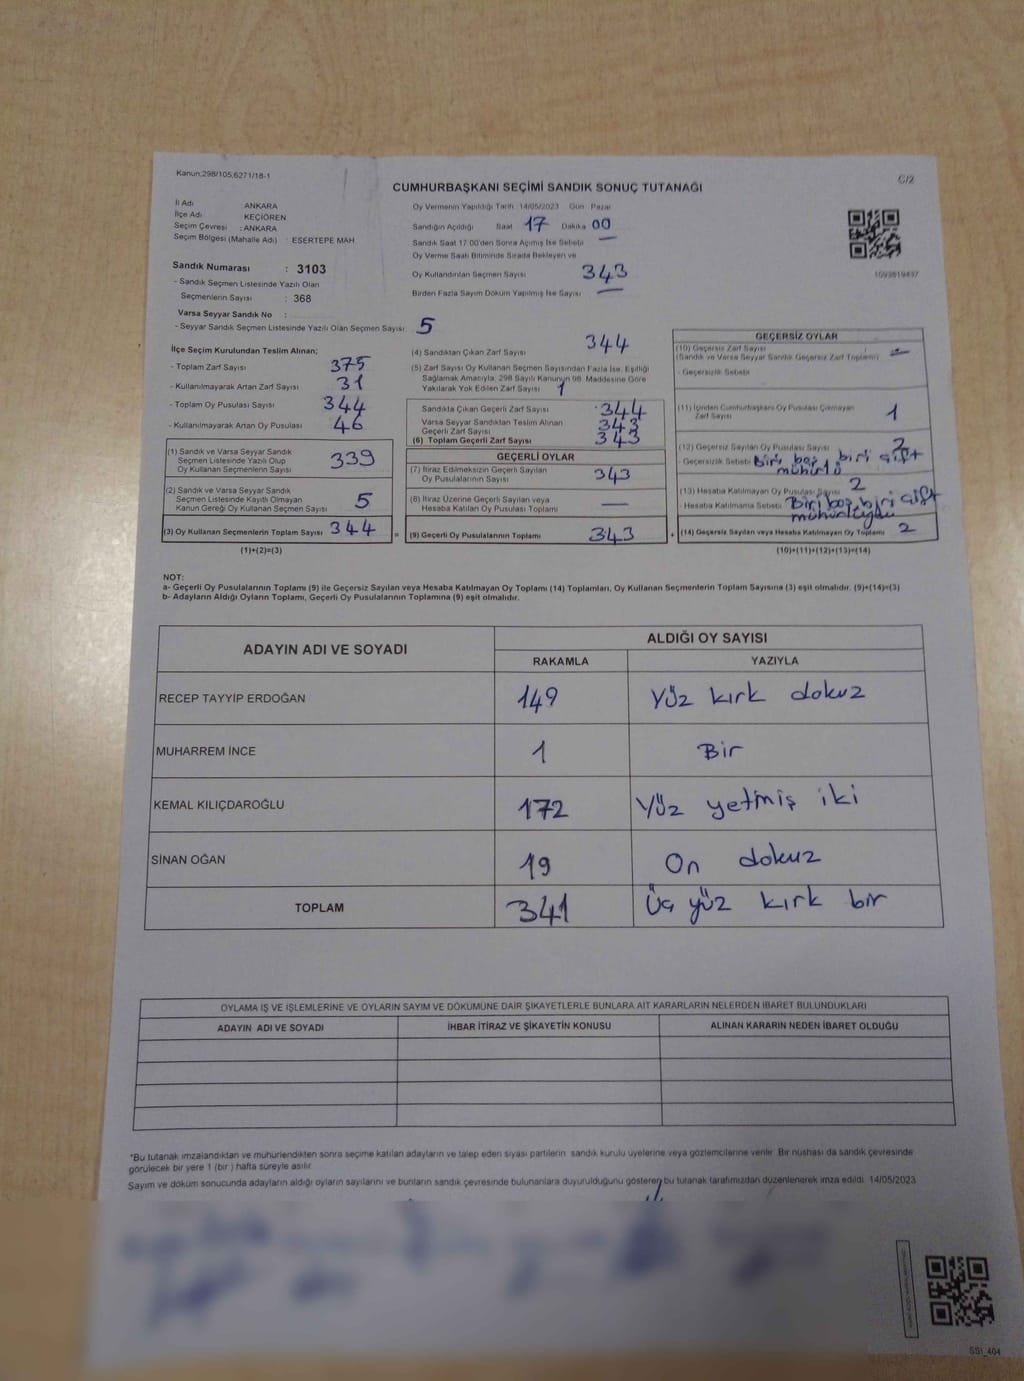 Kanun;298/105,6271/18-1
C/2
CUMHURBAŞKANI SEÇİMİ SANDIK SONUÇ TUTANAĞI
İl Adı ANKARA
İlçe Adı KEÇİÖREN
Seçim Çevresi : ANKARA
Seçim Bölgesi (Mahalle Adı) : ESERTEPE MAH
Sandık Numarası : 3103
- Sandık Seçmen Listesinde Yazılı Olan
Seçmenlerin Sayısı : 368
Varsa Seyyar Sandık No :
- Seyyar Sandık Seçmen Listesinde Yazılı Olan Seçmen Sayısı 5
Oy Vermenin Yapıldığı Tarih 14/05/2023 Gün Pazar
Sandığın Açıldığı Saat 17 Dakika 00
Sandık Saat 17:00'den Sonra Açılmış İse Sebebi —
Oy Verme Saati Bitiminde Sırada Bekleyen ve
Oy Kullandırılan Seçmen Sayısı 343
Birden Fazla Sayım Döküm Yapılmış İse Sayısı —
1093819437
İlçe Seçim Kurulundan Teslim Alınan;
- Toplam Zarf Sayısı 375
- Kullanılmayarak Artan Zarf Sayısı 31
- Toplam Oy Pusulası Sayısı 344
- Kullanılmayarak Artan Oy Pusulası 46
(1) Sandık ve Varsa Seyyar Sandık
Seçmen Listesinde Yazılı Olup
Oy Kullanan Seçmenlerin Sayısı 339
(2) Sandık ve Varsa Seyyar Sandık
Seçmen Listesinde Kayıtlı Olmayan
Kanun Gereği Oy Kullanan Seçmen Sayısı 5
(3) Oy Kullanan Seçmenlerin Toplam Sayısı 344 =
(1)+(2)=(3)
(4) Sandıktan Çıkan Zarf Sayısı 344
(5) Zarf Sayısı Oy Kullanan Seçmen Sayısından Fazla İse, Eşitliği
Sağlamak Amacıyla, 298 Sayılı Kanunun 98. Maddesine Göre
Yakılarak Yok Edilen Zarf Sayısı 1
Sandıkta Çıkan Geçerli Zarf Sayısı 344
Varsa Seyyar Sandıktan Teslim Alınan
Geçerli Zarf Sayısı 343
(6) Toplam Geçerli Zarf Sayısı 343
GEÇERLİ OYLAR
(7) İtiraz Edilmeksizin Geçerli Sayılan
Oy Pusulalarının Sayısı 343
(8) İtiraz Üzerine Geçerli Sayılan veya
Hesaba Katılan Oy Pusulası Toplamı —
(9) Geçerli Oy Pusulalarının Toplamı 343 +
GEÇERSİZ OYLAR
(10) Geçersiz Zarf Sayısı
(Sandık ve Varsa Seyyar Sandık Geçersiz Zarf Toplamı) —
- Geçersizlik Sebebi
(11) İçinden Cumhurbaşkanı Oy Pusulası Çıkmayan
Zarf Sayısı 1
(12) Geçersiz Sayılan Oy Pusulası Sayısı 2
- Geçersizlik Sebebi Biri boş biri çift
mühürlü
(13) Hesaba Katılmayan Oy Pusulası Sayısı 2
Hesaba Katılmama Sebebi Biri boş biri çift
(14) Geçersiz Sayılan veya Hesaba Katılmayan Oy Toplamı 2
(10)+(11)+(12)+(13)=(14)
NOT:
a- Geçerli Oy Pusulalarının Toplamı (9) ile Geçersiz Sayılan veya Hesaba Katılmayan Oy Toplamı (14) Toplamları, Oy Kullanan Seçmenlerin Toplam Sayısına (3) eşit olmalıdır. (9)+(14)=(3)
b- Adayların Aldığı Oyların Toplamı, Geçerli Oy Pusulalarının Toplamına (9) eşit olmalıdır.
ADAYIN ADI VE SOYADI ALDIĞI OY SAYISI
RAKAMLA YAZIYLA
RECEP TAYYİP ERDOĞAN 149 Yüz kırk dokuz
MUHARREM İNCE 1 Bir
KEMAL KILIÇDAROĞLU 172 Yüz yetmiş iki
SİNAN OĞAN 19 On dokuz
TOPLAM 341 Üç yüz kırk bir
OYLAMA İŞ VE İŞLEMLERİNE VE OYLARIN SAYIM VE DÖKÜMÜNE DAİR ŞİKAYETLERLE BUNLARA AİT KARARLARIN NELERDEN İBARET BULUNDUKLARI
ADAYIN ADI VE SOYADI İHBAR İTİRAZ VE ŞİKAYETİN KONUSU ALINAN KARARIN NEDEN İBARET OLDUĞU
*Bu tutanak imzalandıktan ve mühürlendikten sonra seçime katılan adayların ve talep eden siyasi partilerin sandık kurulu üyelerine veya gözlemcilerine verilir. Bir nüshası da sandık çevresinde
görülecek bir yere 1 (bir ) hafta süreyle asılır.
Sayım ve döküm sonucunda adayların aldığı oyların sayılarını ve bunların sandık çevresinde bulunanlara duyurulduğunu gösteren bu tutanak tarafımızdan düzenlenerek imza edildi. 14/05/2023
SSI_404